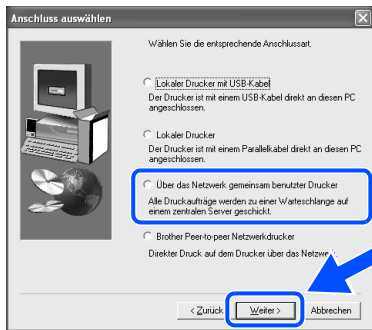 Anschluss auswählen
Wählen Sie die entsprechende Anschlussart.
Lokaler Drucker mit USB-Kabel
Der Drucker ist mit einem USB-Kabel direkt an diesen PC
angeschlossen.
Lokaler Drucker
Der Drucker ist mit einem Parallelkabel direkt an diesen PC
angeschlossen.
Über das Netzwerk gemeinsam benutzter Drucker
Alle Druckaufträge werden zu einer Warteschlange auf
einem zentralen Server geschickt.
Brother Peer-to-peer Netzwerkdrucker
Direkter Druck auf dem Drucker über das Netzwerk.
< Zurück Weiter > Abbrechen